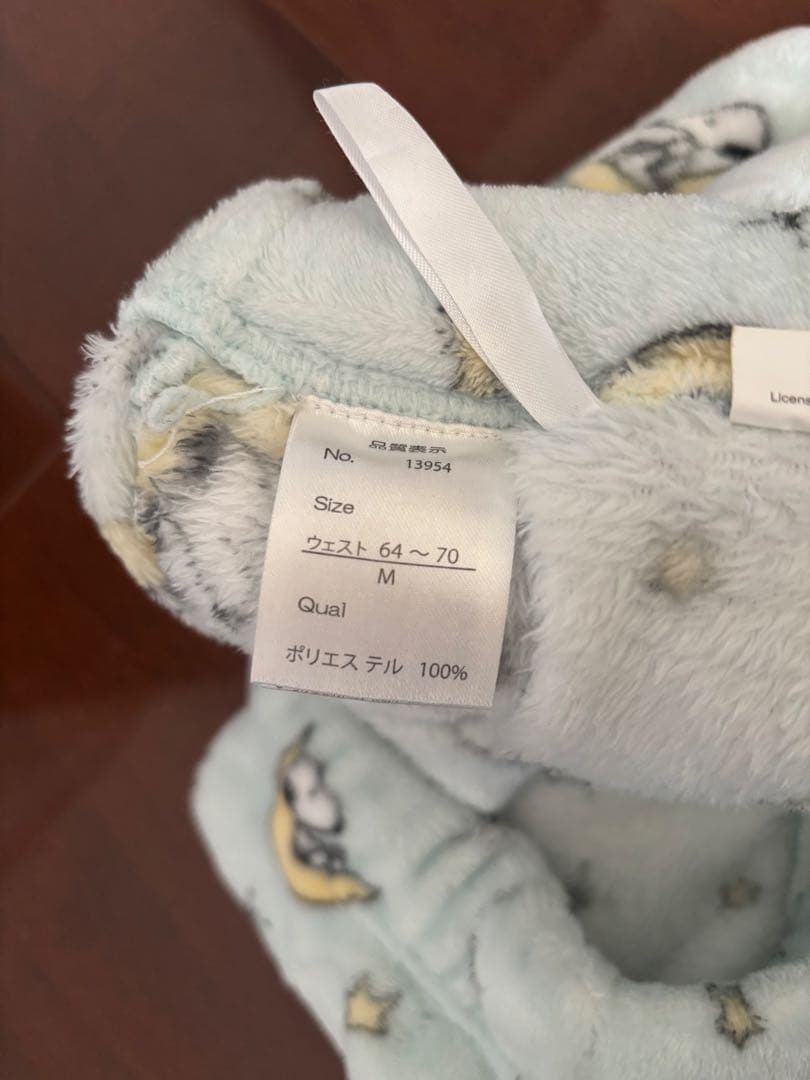 品質表示
No. 13954
Size
ウェスト 64～70
M
Qual
ポリエステル 100%
Licens